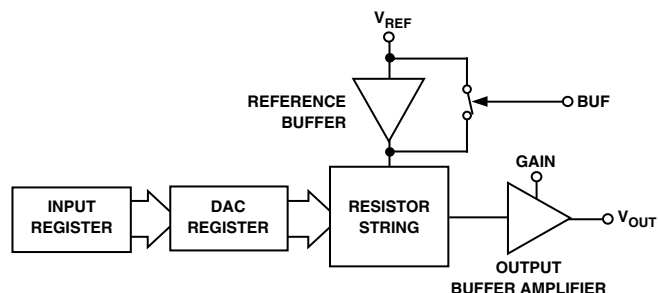 VREF
REFERENCE
BUFFER
BUF
GAIN
INPUT
REGISTER
DAC
REGISTER
RESISTOR
STRING
VOUT
OUTPUT
BUFFER AMPLIFIER